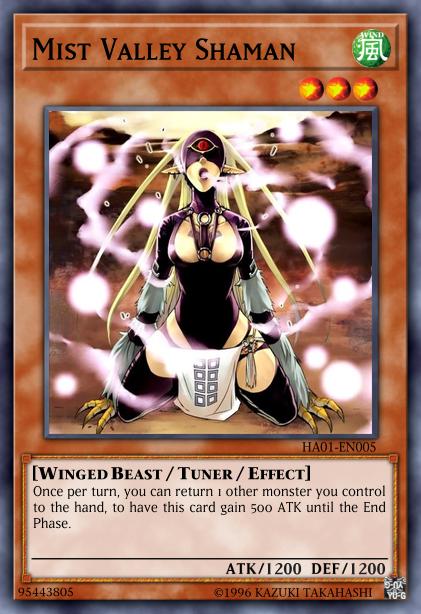 Mist Valley Shaman
WIND
風
HA01-EN005
[Winged Beast / Tuner / Effect]
Once per turn, you can return 1 other monster you control
to the hand, to have this card gain 500 ATK until the End
Phase.
ATK/1200 DEF/1200
95443805
©1996 KAZUKI TAKAHASHI